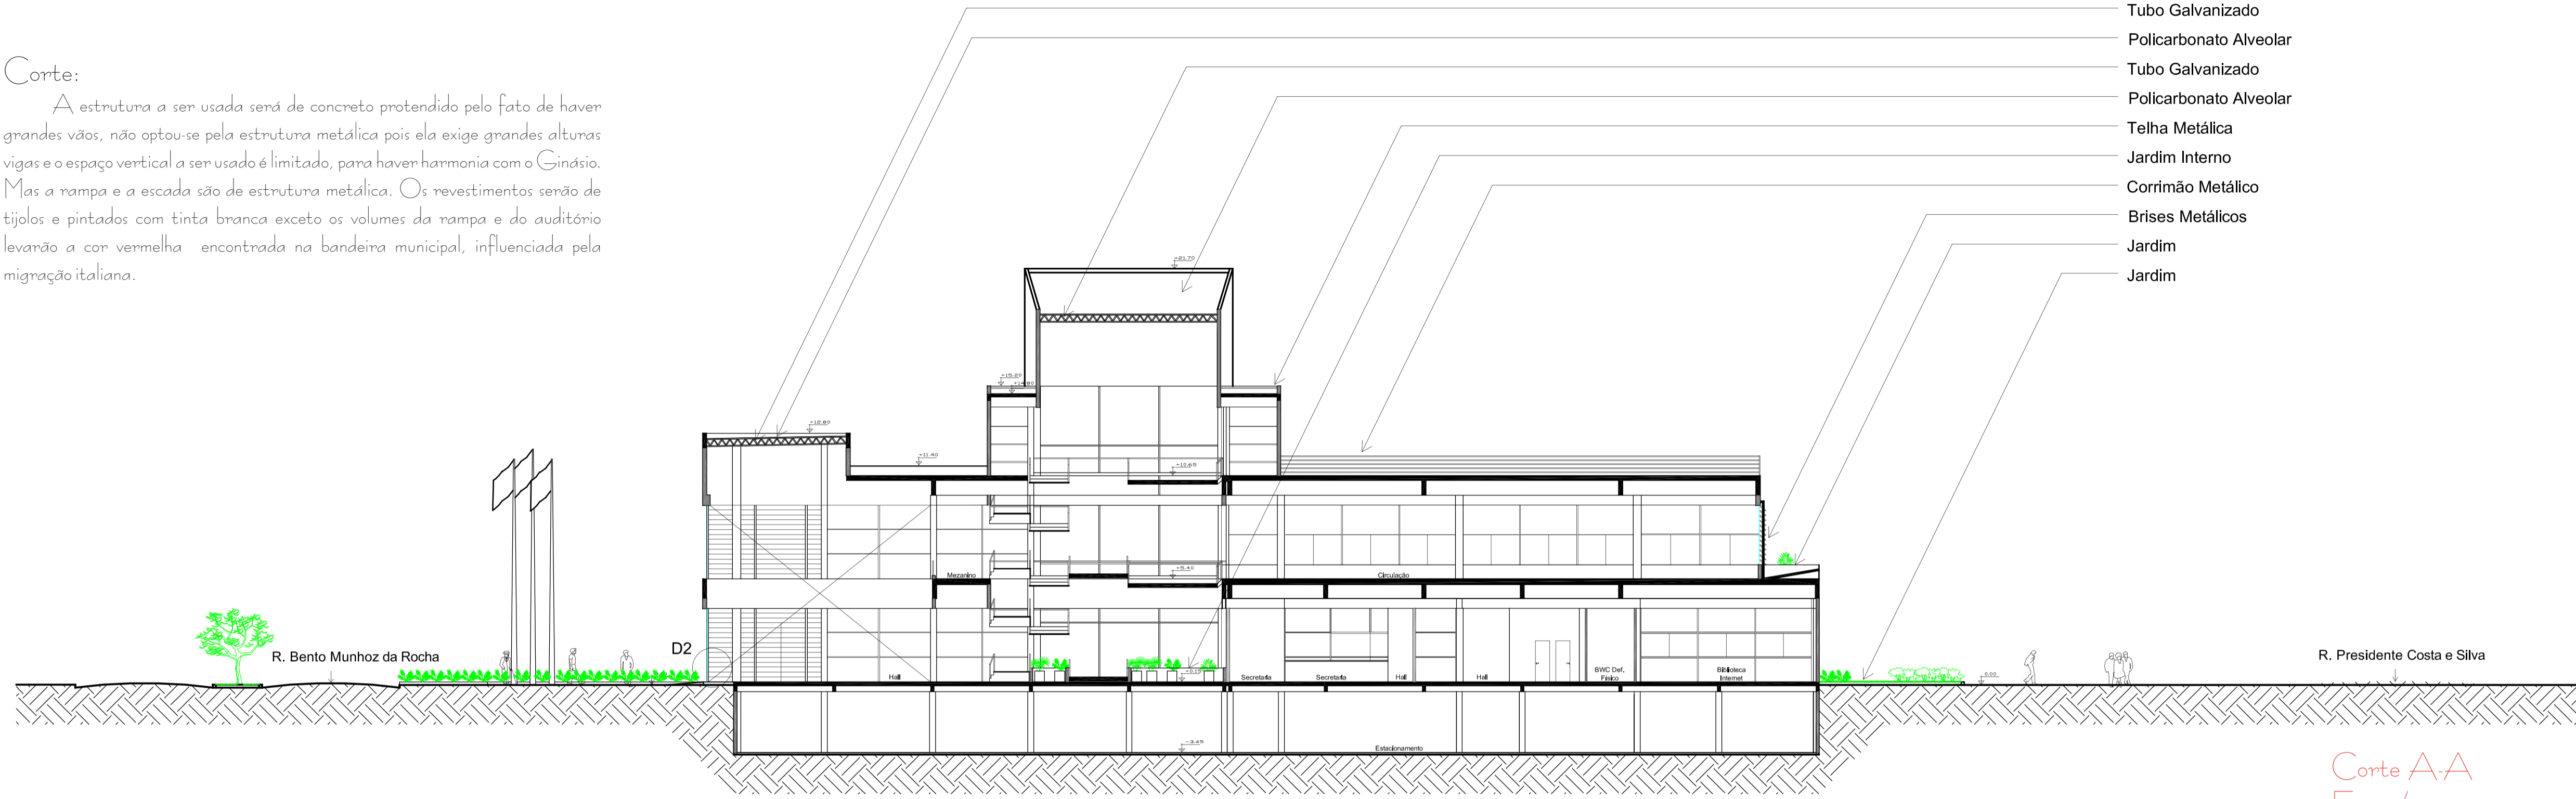 Tubo Galvanizado
Policarbonato Alveolar
Tubo Galvanizado
Policarbonato Alveolar
Telha Metálica
Jardim Interno
Corrimão Metálico
Brises Metálicos
Jardim
Jardim
Corte:
A estrutura a ser usada será de concreto protendido pelo fato de haver
grandes vãos, não optou-se pela estrutura metálica pois ela exige grandes alturas
vigas e o espaço vertical a ser usado é limitado, para haver harmonia com o Ginásio.
Mas a rampa e a escada são de estrutura metálica. Os revestimentos serão de
tijolos e pintados com tinta branca exceto os volumes da rampa e do auditório
levarão a cor vermelha encontrada na bandeira municipal, influenciada pela
migração italiana.
+21.70
+15.20
+14.80
+12.80
+11.40
+10.65
Mezanino
+5.40
Circulação
R. Bento Munhoz da Rocha
D2
Hall
Secretaria
Secretaria
Hall
Hall
BWC Def.
Físico
Biblioteca
Internet
0.00
R. Presidente Costa e Silva
-3.45
Estacionamento
Corte A-A